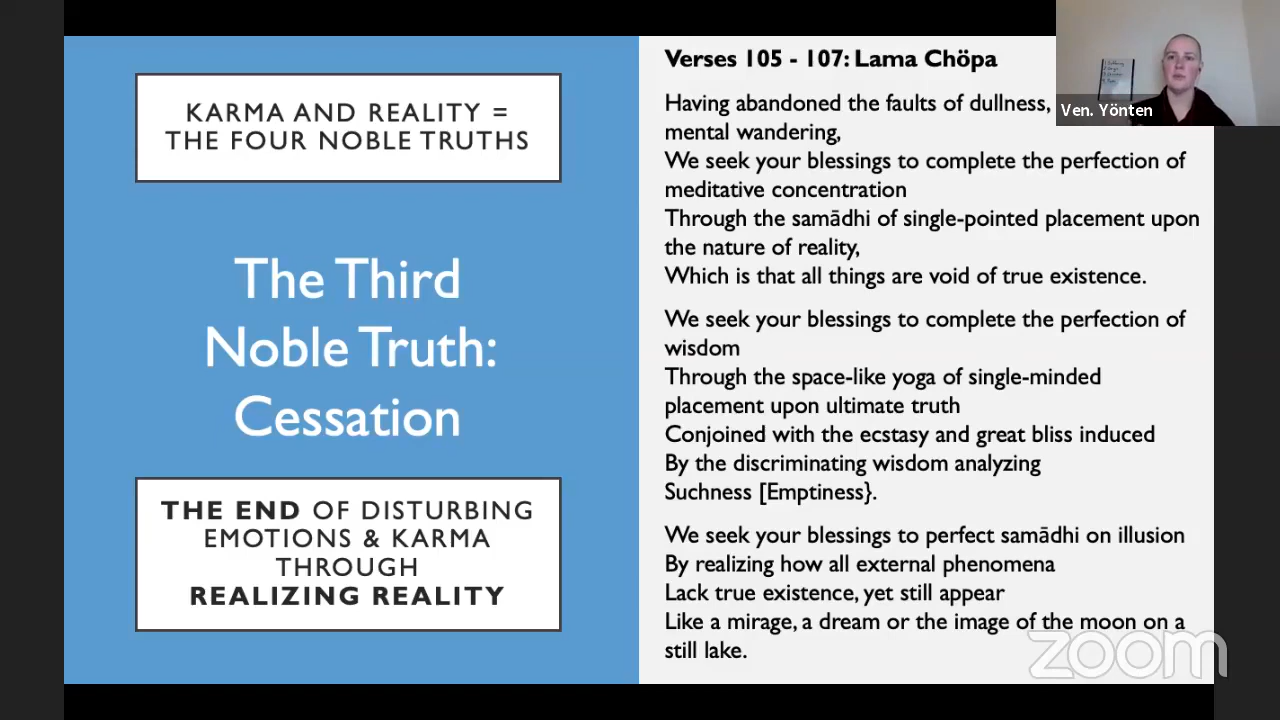 KARMA AND REALITY =
THE FOUR NOBLE TRUTHS
The Third
Noble Truth:
Cessation
THE END OF DISTURBING
EMOTIONS & KARMA
THROUGH
REALIZING REALITY
Verses 105 - 107: Lama Chöpa
Having abandoned the faults of dullness,
mental wandering,
We seek your blessings to complete the perfection of
meditative concentration
Through the samādhi of single-pointed placement upon
the nature of reality,
Which is that all things are void of true existence.
We seek your blessings to complete the perfection of
wisdom
Through the space-like yoga of single-minded
placement upon ultimate truth
Conjoined with the ecstasy and great bliss induced
By the discriminating wisdom analyzing
Suchness [Emptiness}.
We seek your blessings to perfect samādhi on illusion
By realizing how all external phenomena
Lack true existence, yet still appear
Like a mirage, a dream or the image of the moon on a
still lake.
Ven. Yönten
zoom